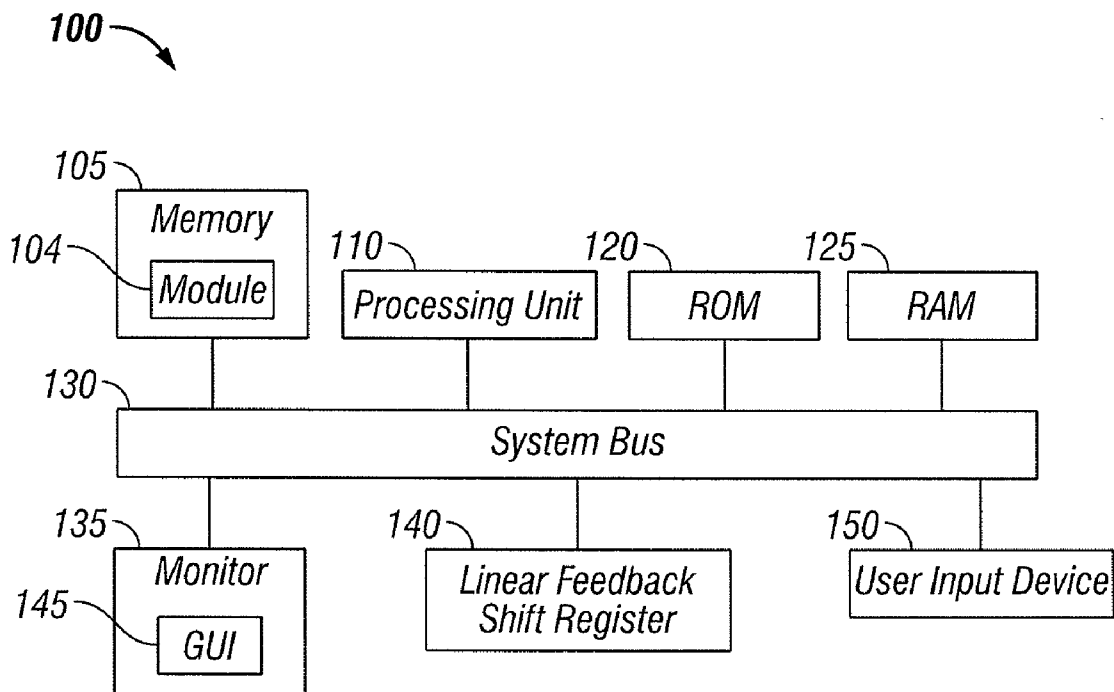 100
105
Memory
104
Module
110
Processing Unit
120
ROM
125
RAM
130
System Bus
135
Monitor
145
GUI
140
Linear Feedback
Shift Register
150
User Input Device